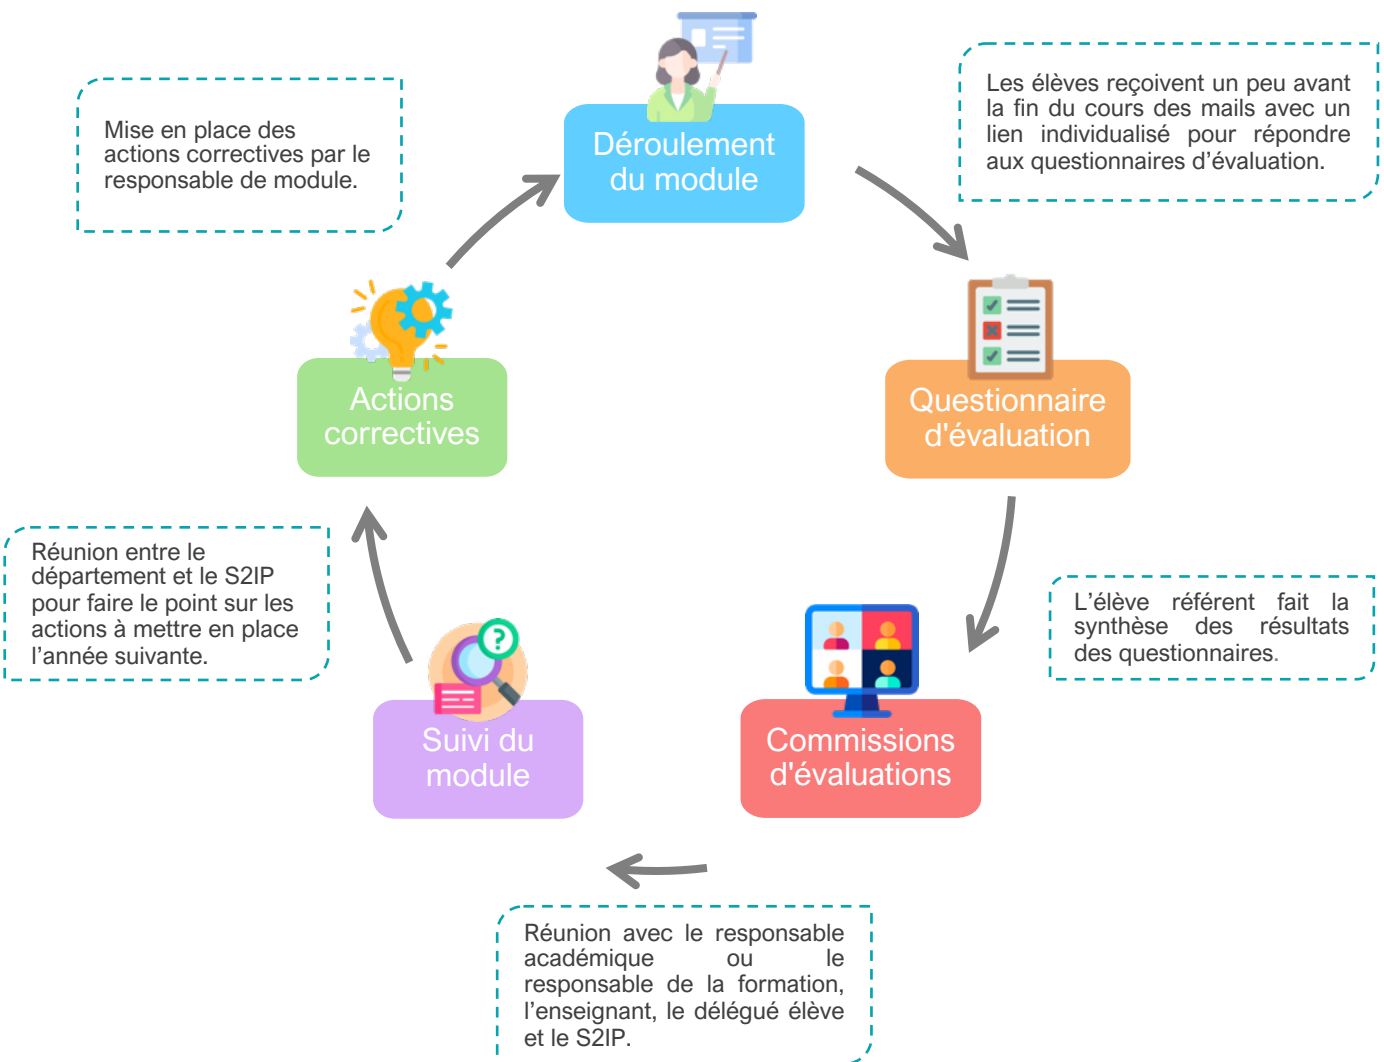 Déroulement
du module
Les élèves reçoivent un peu avant
la fin du cours des mails avec un
lien individualisé pour répondre
aux questionnaires d’évaluation.
Questionnaire
d'évaluation
L’élève référent fait la
synthèse des résultats
des questionnaires.
Commissions
d'évaluations
Réunion avec le responsable
académique ou le
responsable de la formation,
l’enseignant, le délégué élève
et le S2IP.
Suivi du
module
?
Réunion entre le
département et le S2IP
pour faire le point sur les
actions à mettre en place
l’année suivante.
Actions
correctives
Mise en place des
actions correctives par le
responsable de module.